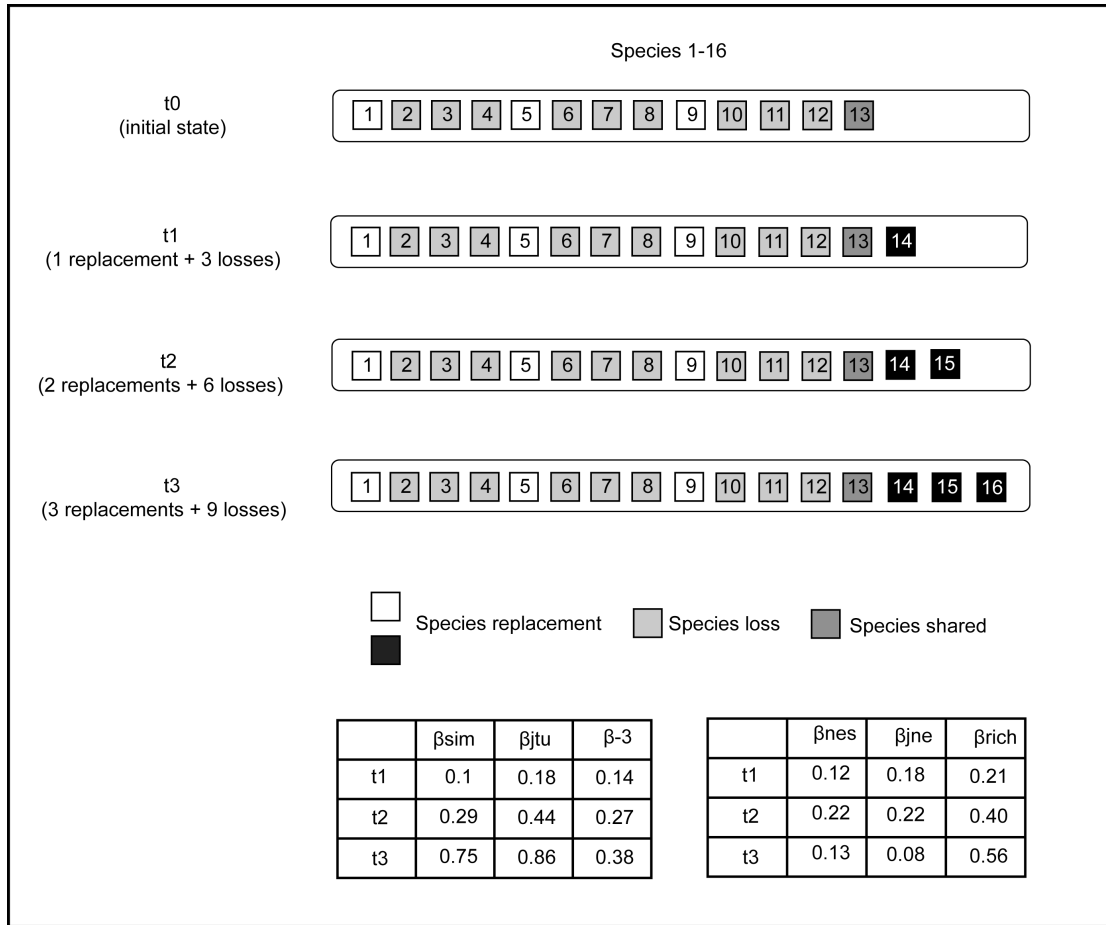 Species 1-16
t0
(initial state)
1 2 3 4 5 6 7 8 9 10 11 12 13
t1
(1 replacement + 3 losses)
1 2 3 4 5 6 7 8 9 10 11 12 13 14
t2
(2 replacements + 6 losses)
1 2 3 4 5 6 7 8 9 10 11 12 13 14 15
t3
(3 replacements + 9 losses)
1 2 3 4 5 6 7 8 9 10 11 12 13 14 15 16
Species replacement Species loss Species shared
βsim βjtu β-3
t1 0.1 0.18 0.14
t2 0.29 0.44 0.27
t3 0.75 0.86 0.38
βnes βjne βrich
t1 0.12 0.18 0.21
t2 0.22 0.22 0.40
t3 0.13 0.08 0.56